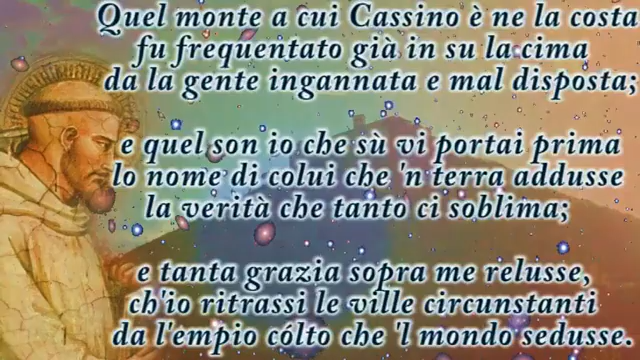 Quel monte a cui Cassino è ne la costa
fu frequentato già in su la cima
da la gente ingannata e mal disposta;
e quel son io che sù vi portai prima
lo nome di colui che 'n terra addusse
la verità che tanto ci soblima;
e tanta grazia sopra me relusse,
ch'io ritrassi le ville circunstanti
da l'empio cólto che 'l mondo sedusse.